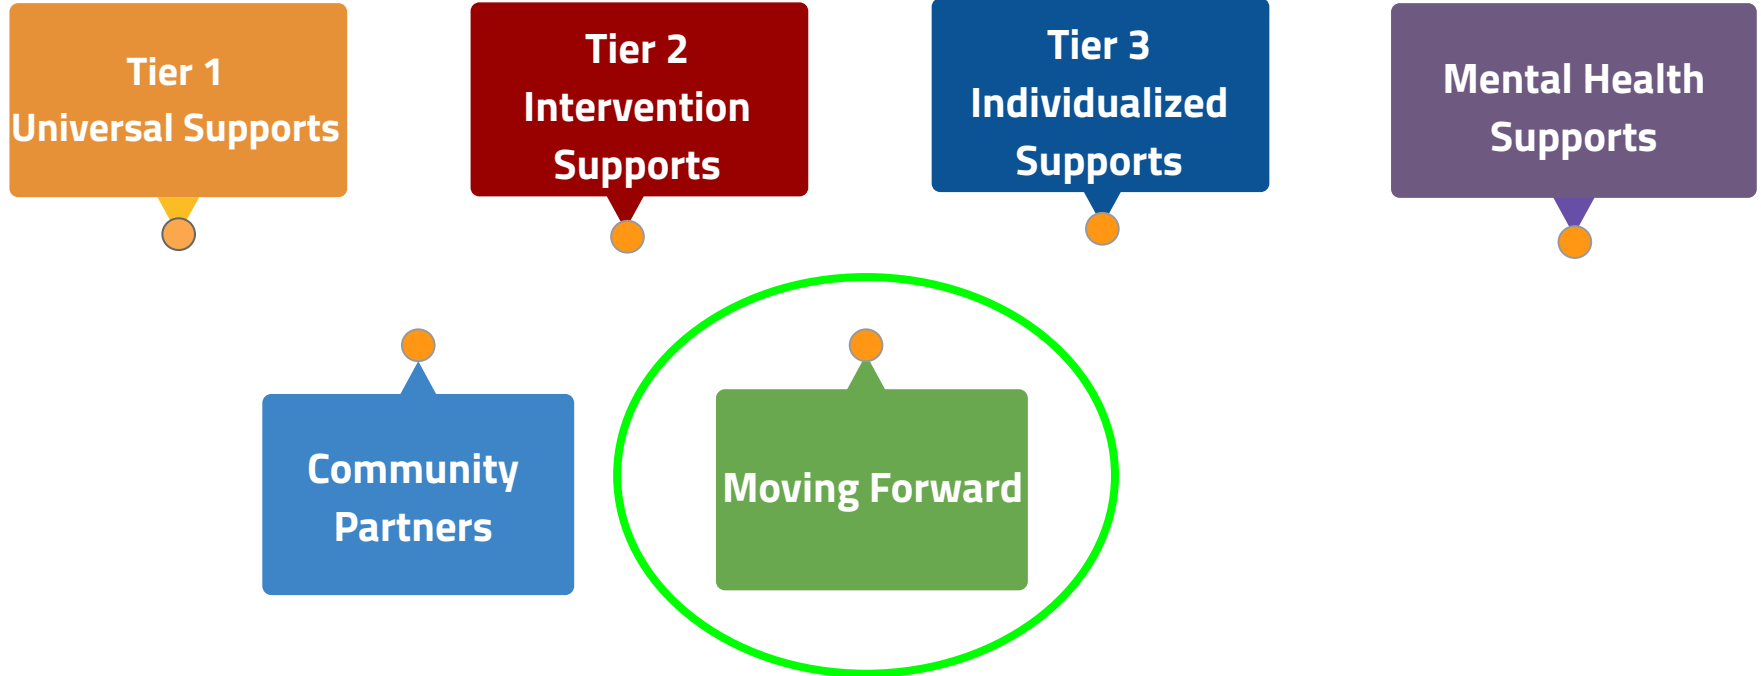 Tier 1
Universal Supports
Tier 2
Intervention
Supports
Tier 3
Individualized
Supports
Mental Health
Supports
Community
Partners
Moving Forward